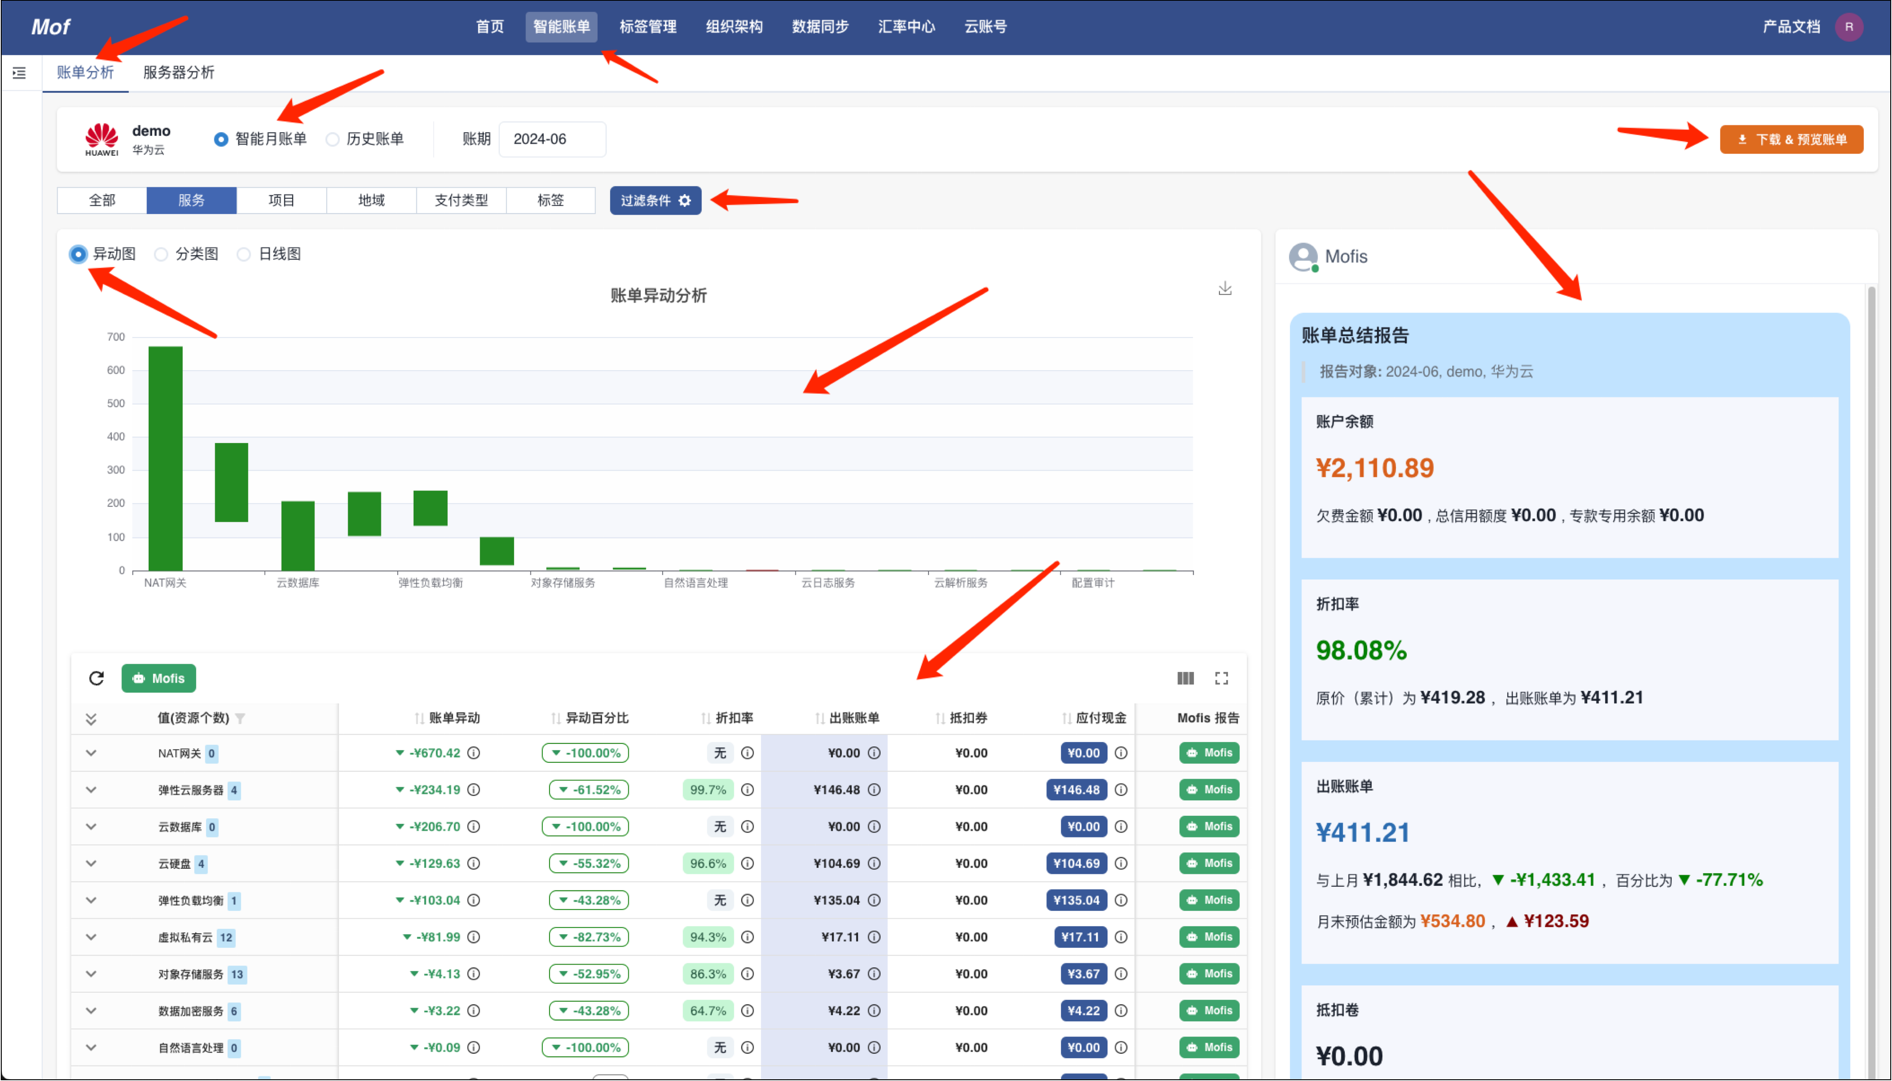 Mof
首页 智能账单 标签管理 组织架构 数据同步 汇率中心 云账号
产品文档 R
账单分析 服务器分析
HUAWEI demo 华为云
智能月账单 历史账单 账期 2024-06
下载 & 预览账单
全部 服务 项目 地域 支付类型 标签 过滤条件
异动图 分类图 日线图
账单异动分析
700
600
500
400
300
200
100
0
NAT网关 云数据库 弹性负载均衡 对象存储服务 自然语言处理 云日志服务 云解析服务 配置审计
Mofis
值(资源个数) 账单异动 异动百分比 折扣率 出账账单 抵扣券 应付现金 Mofis 报告
NAT网关 0 -¥670.42 -100.00% 无 ¥0.00 ¥0.00 ¥0.00 Mofis
弹性云服务器 4 -¥234.19 -61.52% 99.7% ¥146.48 ¥0.00 ¥146.48 Mofis
云数据库 0 -¥206.70 -100.00% 无 ¥0.00 ¥0.00 ¥0.00 Mofis
云硬盘 4 -¥129.63 -55.32% 96.6% ¥104.69 ¥0.00 ¥104.69 Mofis
弹性负载均衡 1 -¥103.04 -43.28% 无 ¥135.04 ¥0.00 ¥135.04 Mofis
虚拟私有云 12 -¥81.99 -82.73% 94.3% ¥17.11 ¥0.00 ¥17.11 Mofis
对象存储服务 13 -¥4.13 -52.95% 86.3% ¥3.67 ¥0.00 ¥3.67 Mofis
数据加密服务 6 -¥3.22 -43.28% 64.7% ¥4.22 ¥0.00 ¥4.22 Mofis
自然语言处理 0 -¥0.09 -100.00% 无 ¥0.00 ¥0.00 ¥0.00 Mofis
Mofis
账单总结报告
报告对象: 2024-06, demo, 华为云
账户余额
¥2,110.89
欠费金额 ¥0.00 , 总信用额度 ¥0.00 , 专款专用余额 ¥0.00
折扣率
98.08%
原价（累计）为 ¥419.28 ，出账账单为 ¥411.21
出账账单
¥411.21
与上月 ¥1,844.62 相比, ▼ -¥1,433.41 ，百分比为 ▼ -77.71%
月末预估金额为 ¥534.80 ，▲ ¥123.59
抵扣卷
¥0.00